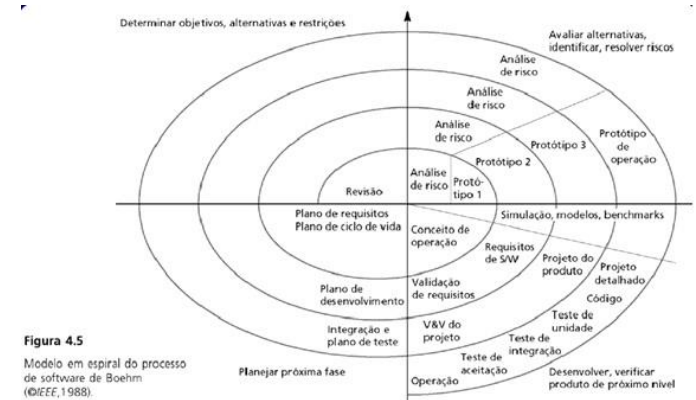 Determinar objetivos, alternativas e restrições
Avaliar alternativas,
identificar, resolver riscos
Análise
de risco
Análise
de risco
Análise
de risco
Protótipo 3
Protótipo
de
operação
Protótipo 2
Análise
de risco
Protó-
tipo 1
Revisão
Plano de requisitos
Plano de ciclo de vida
Simulação, modelos, benchmarks
Conceito de
operação
Requisitos
de S/W
Projeto do
produto
Projeto
detalhado
Código
Plano de
desenvolvimento
Validação
de requisitos
Teste de
unidade
Integração e
plano de teste
V&V do
projeto
Teste de
integração
Teste de
aceitação
Operação
Planejar próxima fase
Desenvolver, verificar
produto de próximo nível
Figura 4.5
Modelo em espiral do processo
de software de Boehm
(©IEEE,1988).